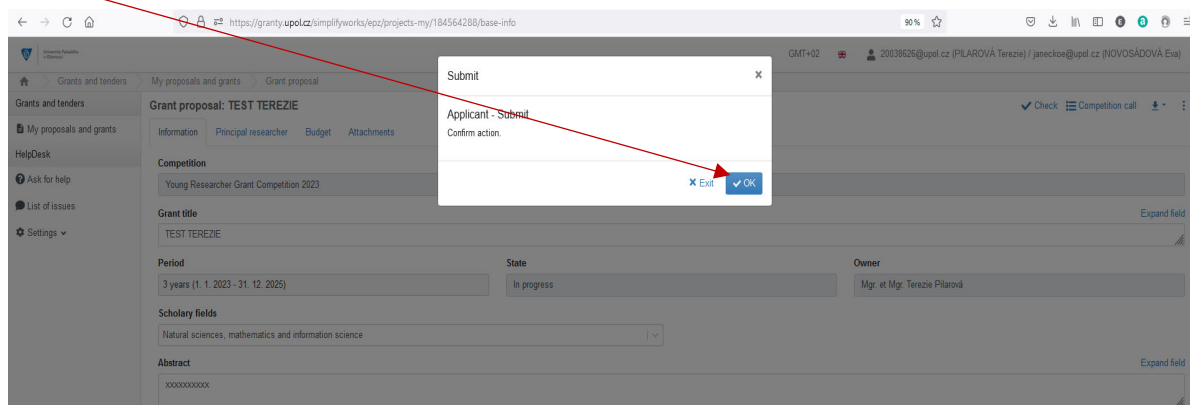 https://granty.upol.cz/simplifyworks/epz/projects-my/184564288/base-info
90 %
Univerzita Palackého
v Olomouci
GMT+02
20038626@upol.cz (PILAROVÁ Terezie) / janeckoe@upol.cz (NOVOSÁDOVÁ Eva)
Grants and tenders
My proposals and grants
Grant proposal
Grants and tenders
My proposals and grants
HelpDesk
Ask for help
List of issues
Settings
Grant proposal: TEST TEREZIE
Check
Competition call
Information
Principal researcher
Budget
Attachments
Submit
Applicant - Submit
Confirm action.
Exit
OK
Competition
Young Researcher Grant Competition 2023
Grant title
Expand field
TEST TEREZIE
Period
State
Owner
3 years (1. 1. 2023 - 31. 12. 2025)
In progress
Mgr. et Mgr. Terezie Pilarová
Scholary fields
Natural sciences, mathematics and information science
Abstract
Expand field
xxxxxxxxxx